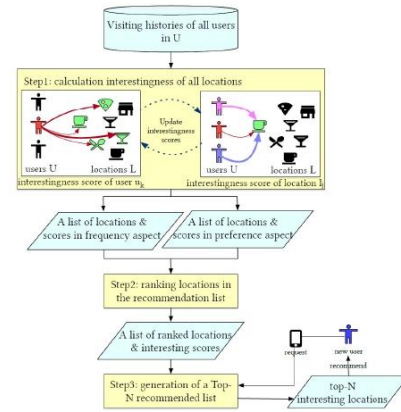 Visiting histories of all users
in U
Step1: calculation interestingness of all locations
Update
interestingness
scores
users U
locations L
interestingness score of user uk
users U
locations L
interestingness score of location l
A list of locations &
scores in frequency aspect
A list of locations &
scores in preference aspect
Step2: ranking locations in
the recommendation list
A list of ranked locations
& interesting scores
request
new user
recommend
Step3: generation of a Top-
N recommended list
top-N
interesting locations